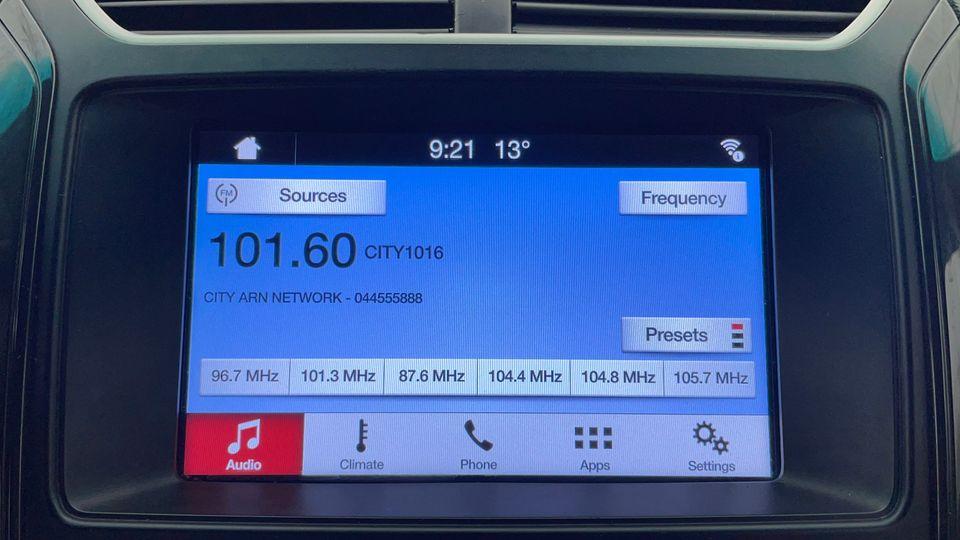 9:21 13°
FM Sources
Frequency
101.60 CITY1016
CITY ARN NETWORK - 044555888
Presets
96.7 MHz 101.3 MHz 87.6 MHz 104.4 MHz 104.8 MHz 105.7 MHz
Audio Climate Phone Apps Settings